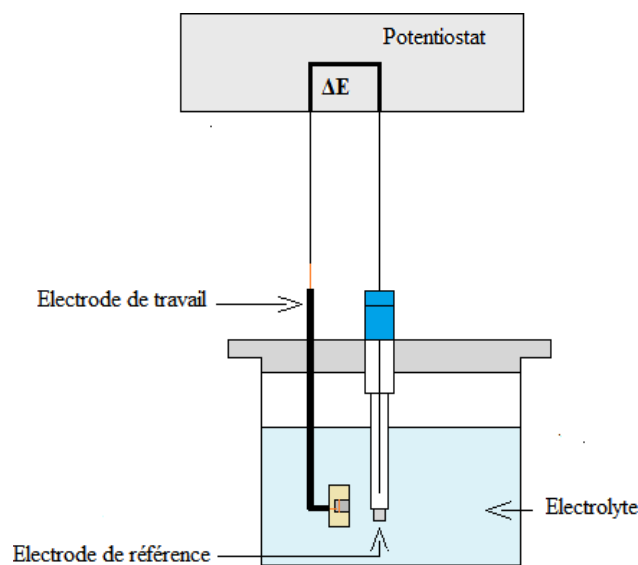 Potentiostat
ΔE
Electrode de travail
Electrolyte
Electrode de référence